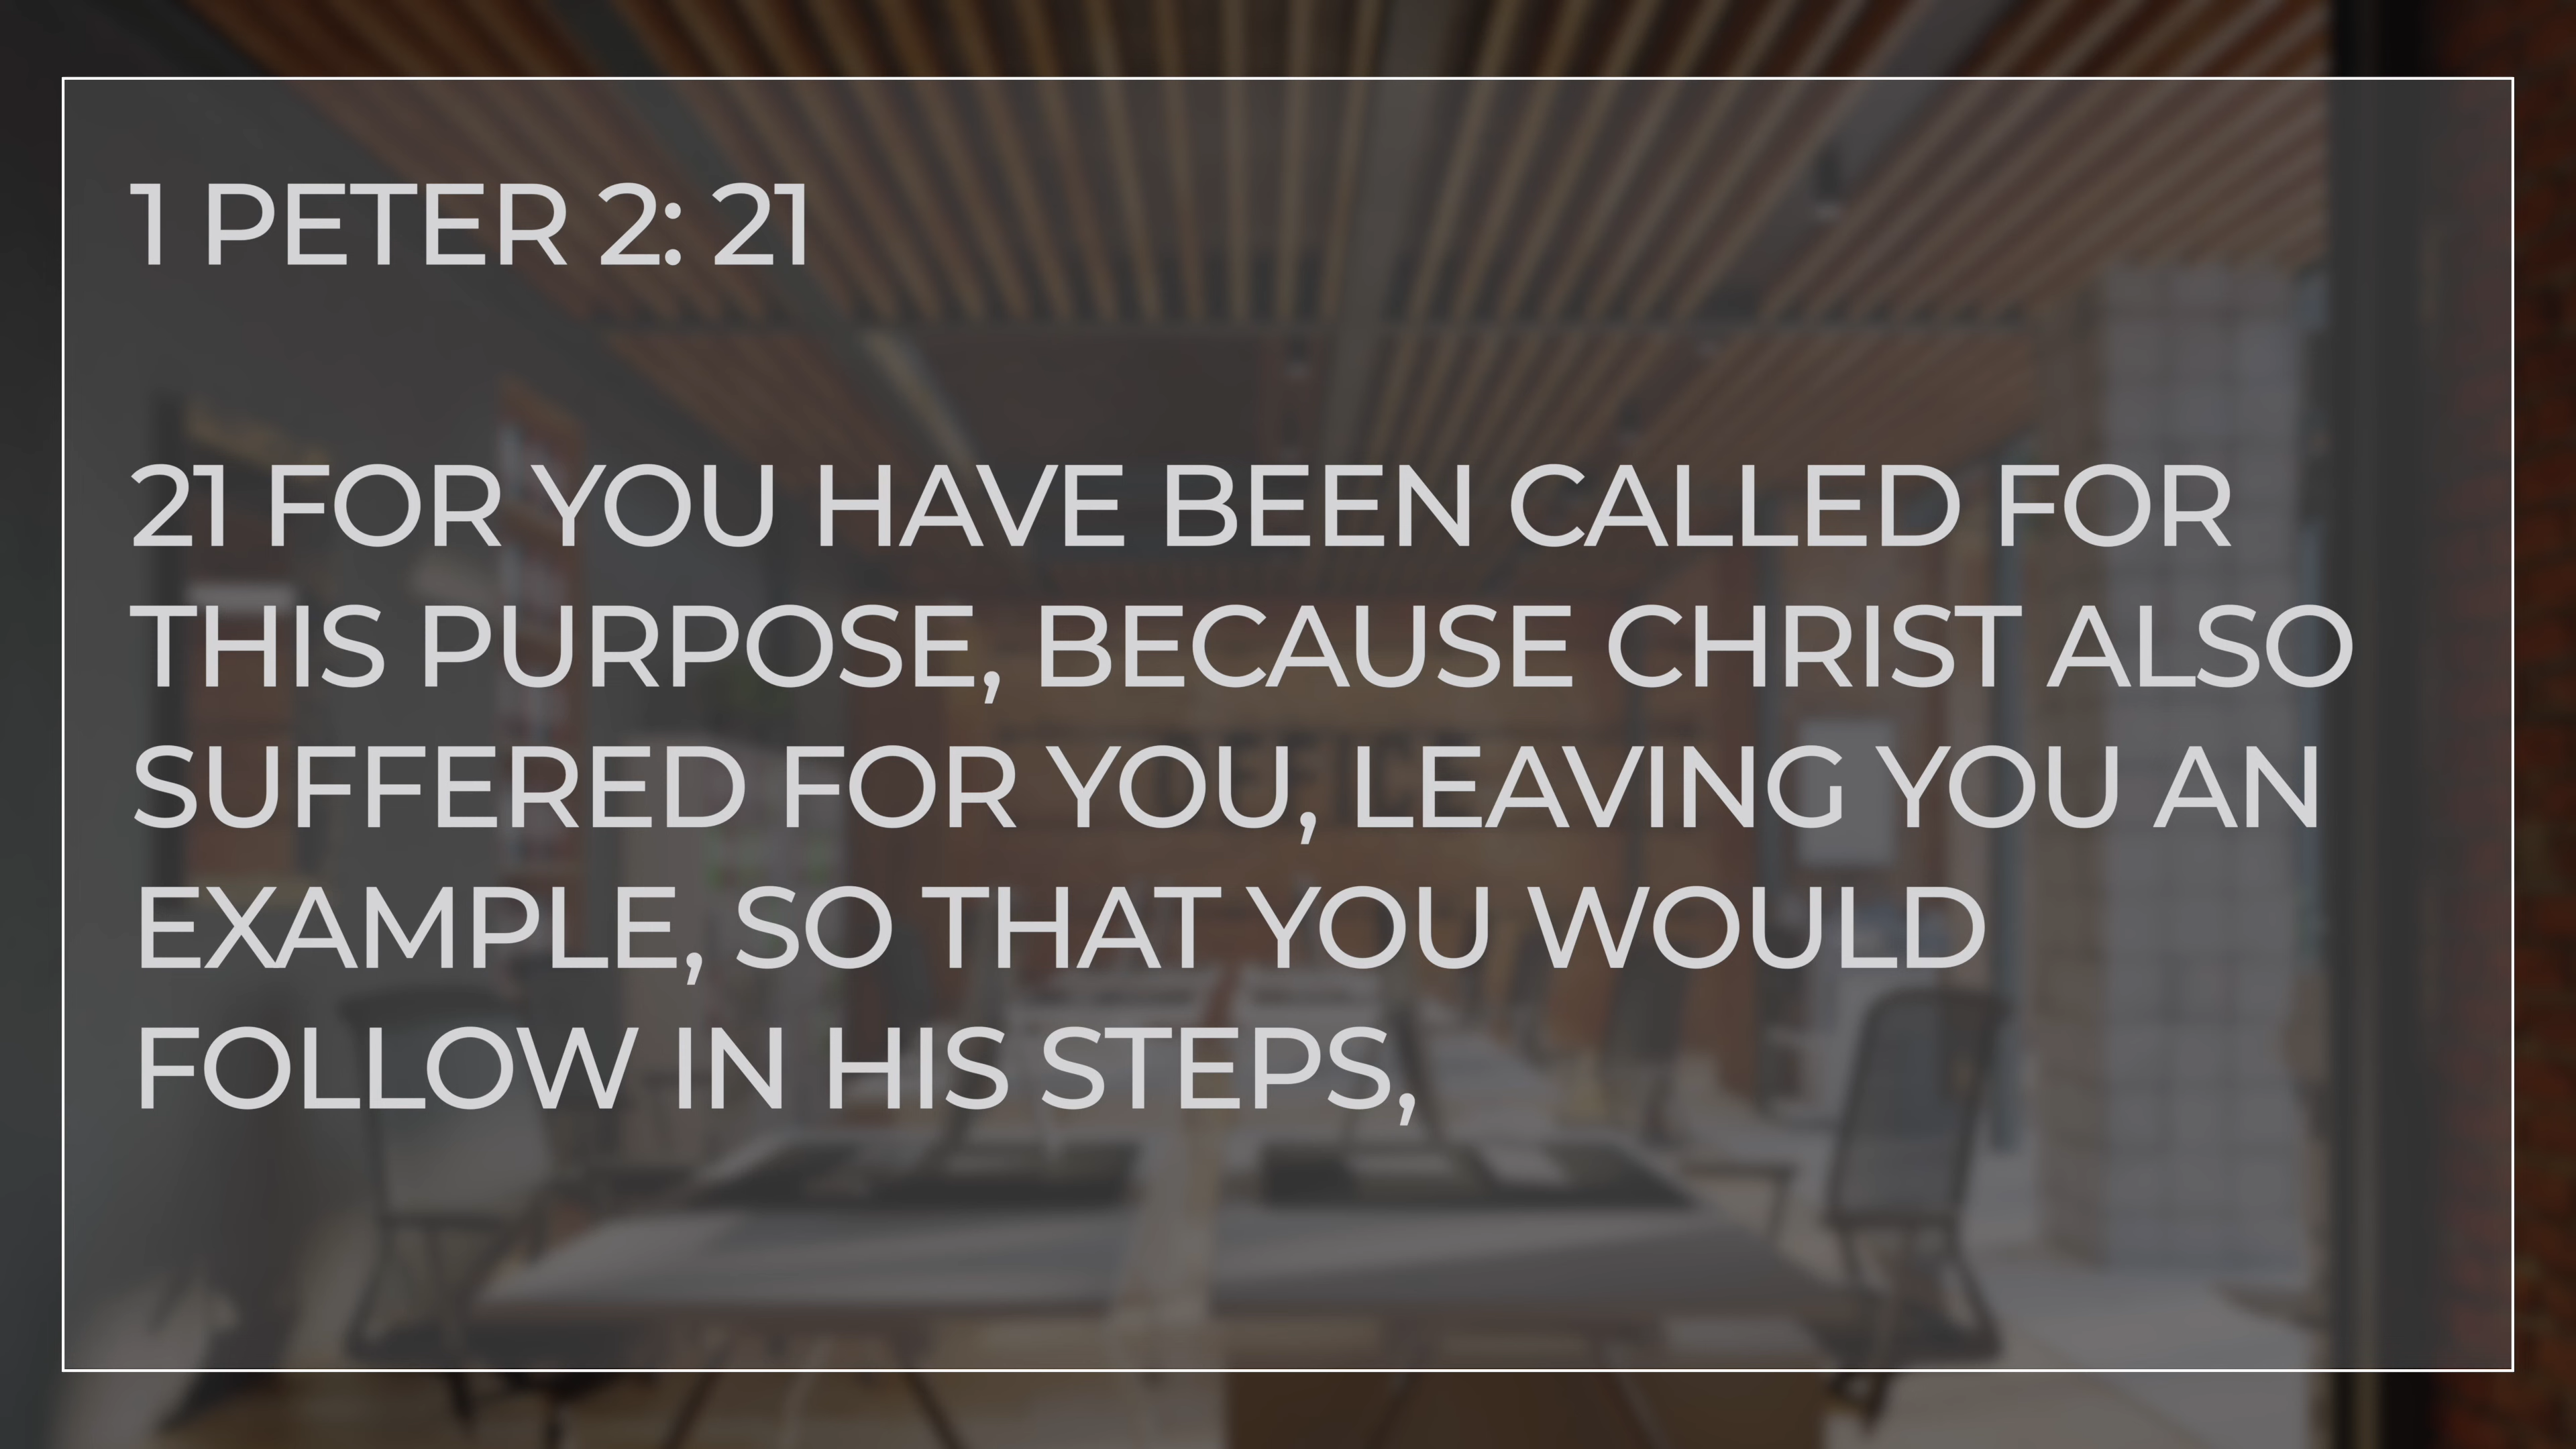 1 PETER 2: 21
21 FOR YOU HAVE BEEN CALLED FOR
THIS PURPOSE, BECAUSE CHRIST ALSO
SUFFERED FOR YOU, LEAVING YOU AN
EXAMPLE, SO THAT YOU WOULD
FOLLOW IN HIS STEPS,